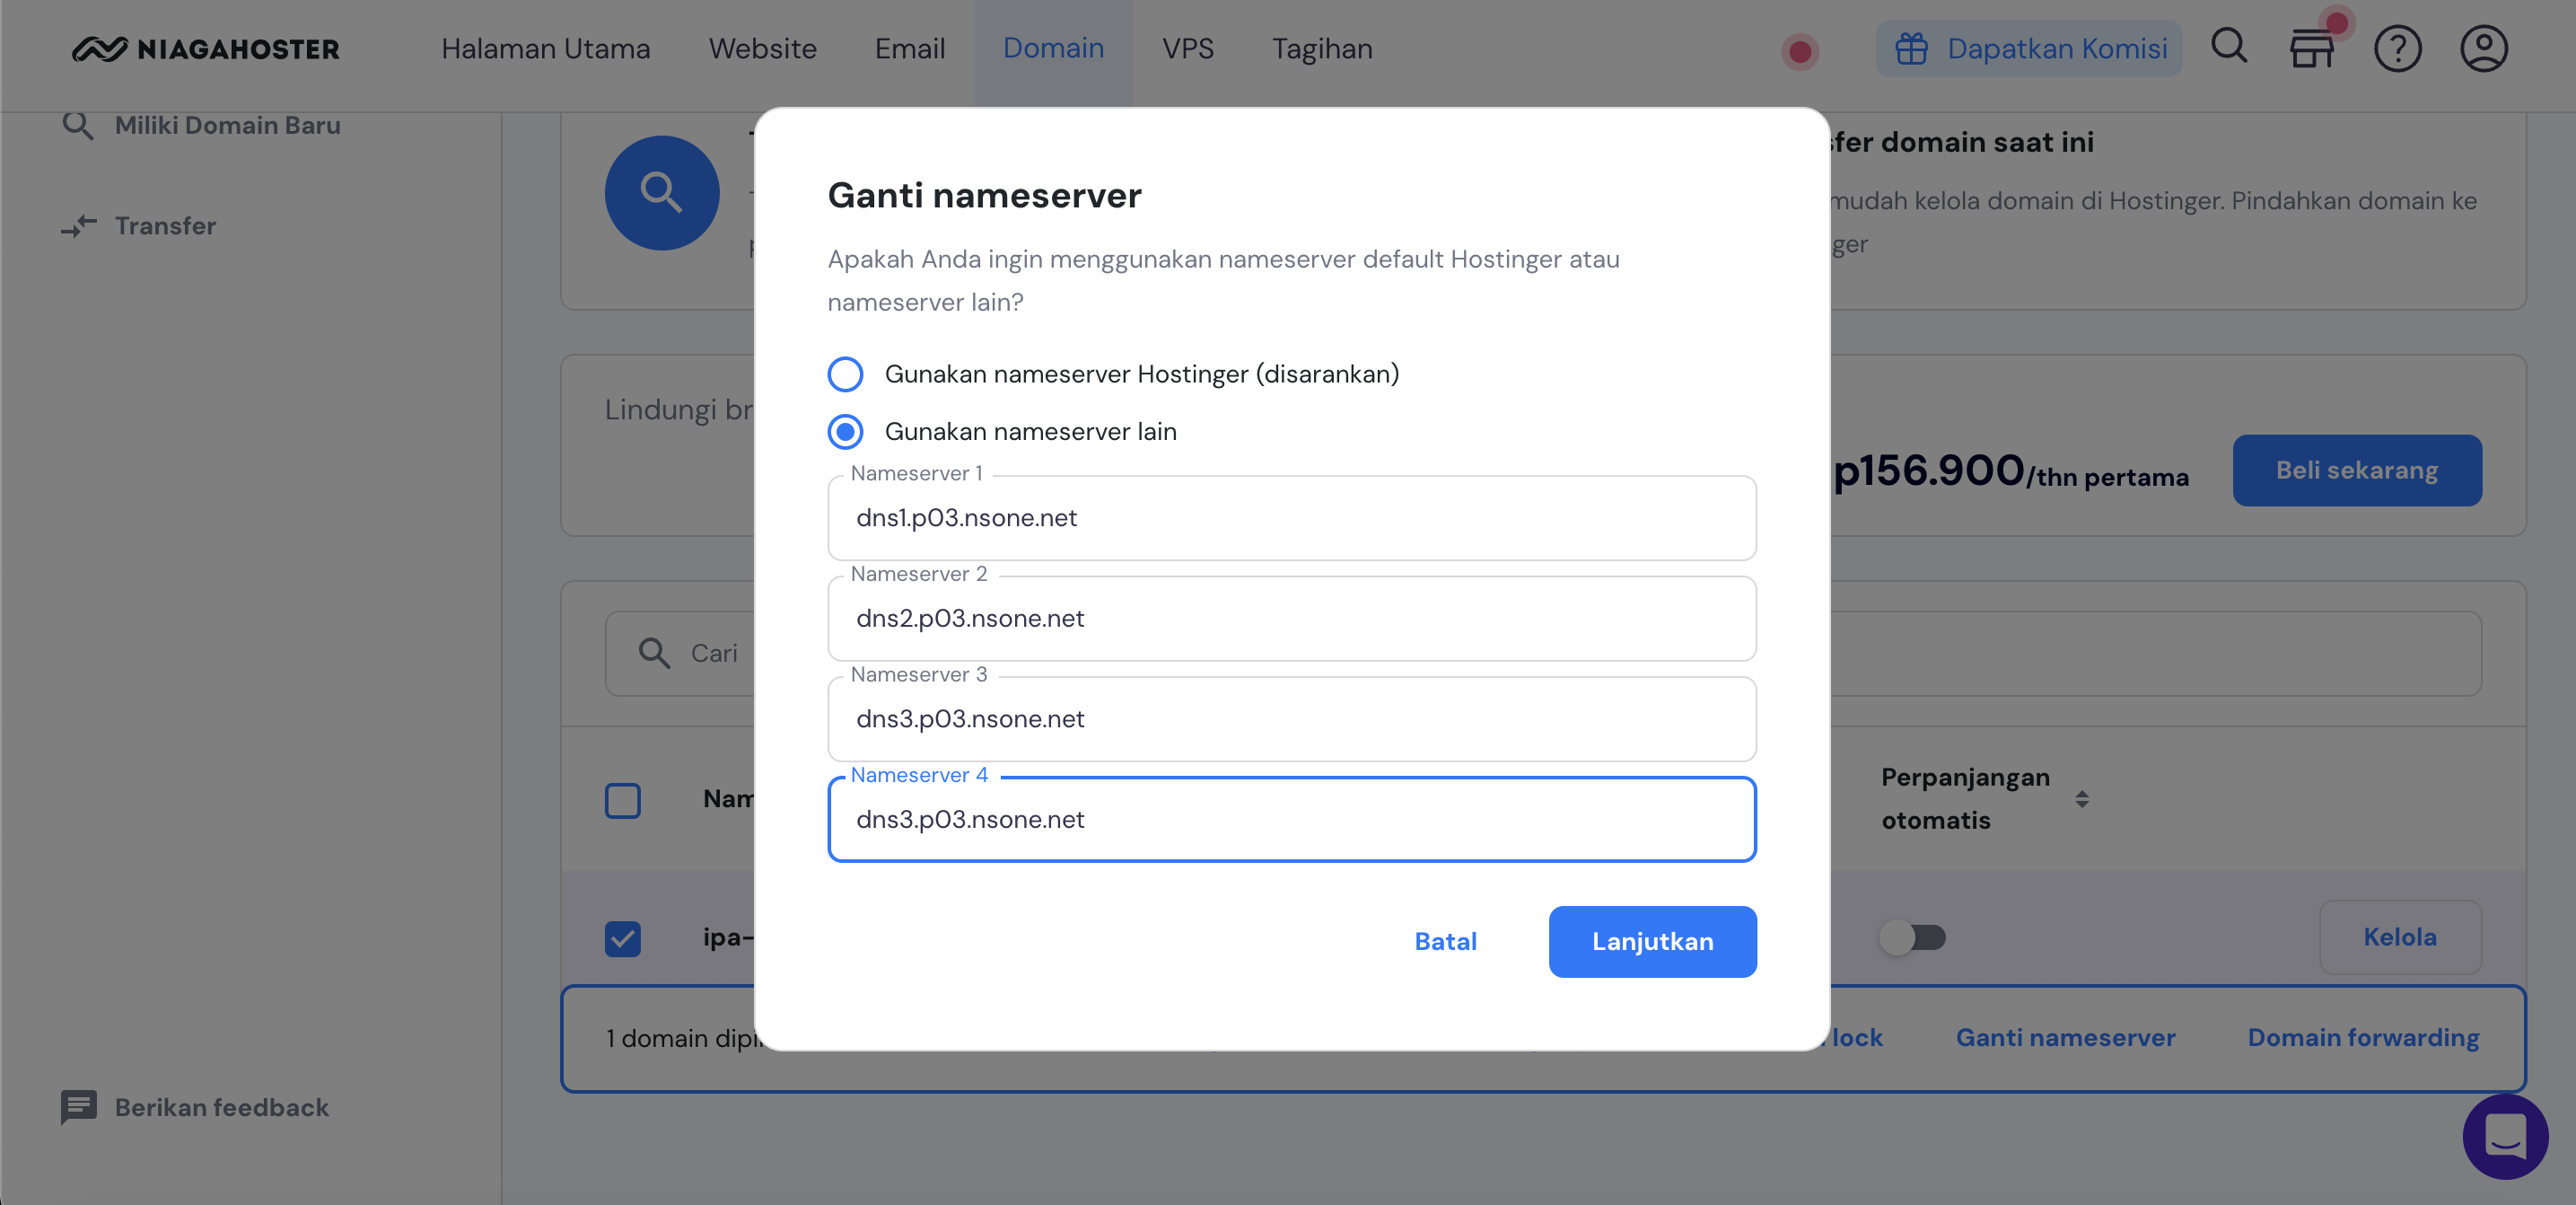 NIAGAHOSTER
Halaman Utama
Website
Email
Domain
VPS
Tagihan
Dapatkan Komisi
Miliki Domain Baru
Transfer
Berikan feedback
sfer domain saat ini
mudah kelola domain di Hostinger. Pindahkan domain ke
ger
Lindungi br
p156.900/thn pertama
Beli sekarang
Cari
Nam
Perpanjangan
otomatis
ipa-
Kelola
1 domain dipi
lock
Ganti nameserver
Domain forwarding
Ganti nameserver
Apakah Anda ingin menggunakan nameserver default Hostinger atau
nameserver lain?
Gunakan nameserver Hostinger (disarankan)
Gunakan nameserver lain
Nameserver 1
dns1.p03.nsone.net
Nameserver 2
dns2.p03.nsone.net
Nameserver 3
dns3.p03.nsone.net
Nameserver 4
dns3.p03.nsone.net
Batal
Lanjutkan